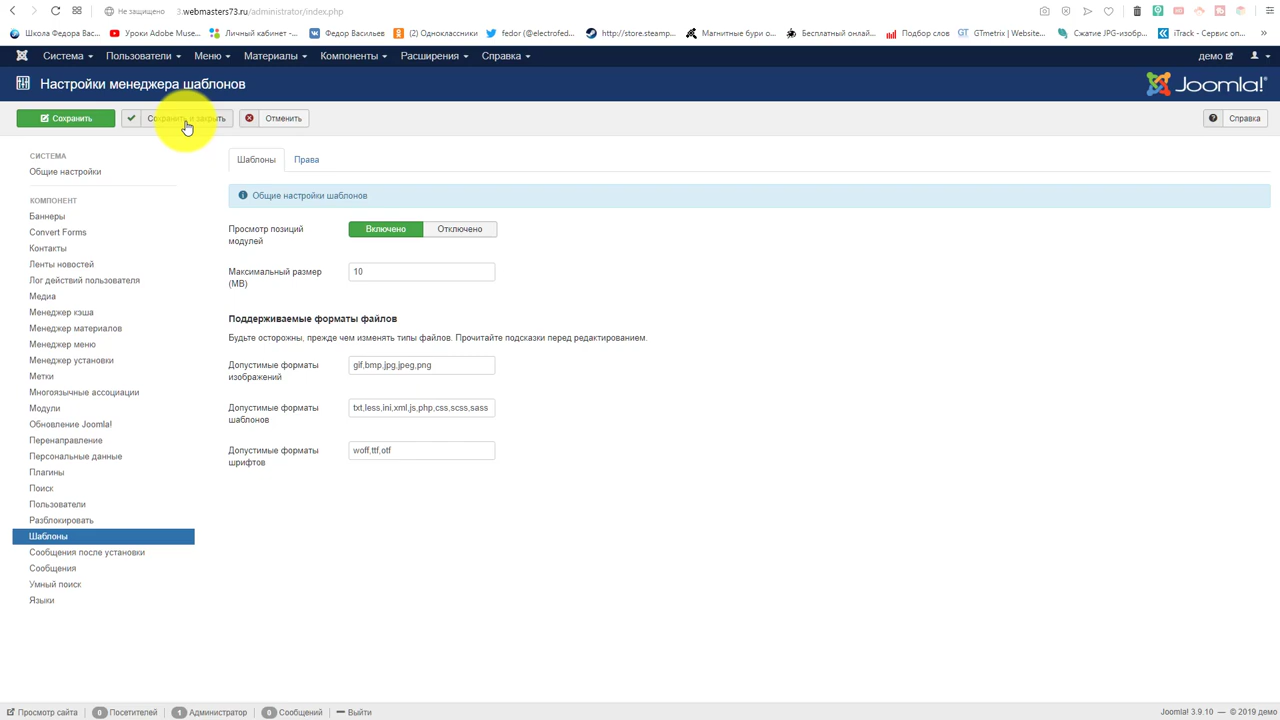 Не защищено 3.webmasters73.ru/administrator/index.php
Школа Федора Вас... Уроки Adobe Muse... Личный кабинет -... Федор Васильев (2) Одноклассники fedor (@electrofed... http://store.steamp... Магнитные бури о... Бесплатный онлай... Подбор слов GTmetrix | Website... Сжатие JPG-изобр... iTrack - Сервис оп... »
Система Пользователи Меню Материалы Компоненты Расширения Справка демо
Настройки менеджера шаблонов Joomla!
Сохранить Сохранить и закрыть Отменить Справка
СИСТЕМА
Общие настройки
КОМПОНЕНТ
Баннеры
Convert Forms
Контакты
Ленты новостей
Лог действий пользователя
Медиа
Менеджер кэша
Менеджер материалов
Менеджер меню
Менеджер установки
Метки
Многоязычные ассоциации
Модули
Обновление Joomla!
Перенаправление
Персональные данные
Плагины
Поиск
Пользователи
Разблокировать
Шаблоны
Сообщения после установки
Сообщения
Умный поиск
Языки
Шаблоны Права
Общие настройки шаблонов
Просмотр позиций
модулей
Включено Отключено
Максимальный размер
(MB)
10
Поддерживаемые форматы файлов
Будьте осторожны, прежде чем изменять типы файлов. Прочитайте подсказки перед редактированием.
Допустимые форматы
изображений
gif,bmp,jpg,jpeg,png
Допустимые форматы
шаблонов
txt,less,ini,xml,js,php,css,scss,sass
Допустимые форматы
шрифтов
woff,ttf,otf
Просмотр сайта 0 Посетителей 1 Администратор 0 Сообщений Выйти Joomla! 3.9.10 — © 2019 демо